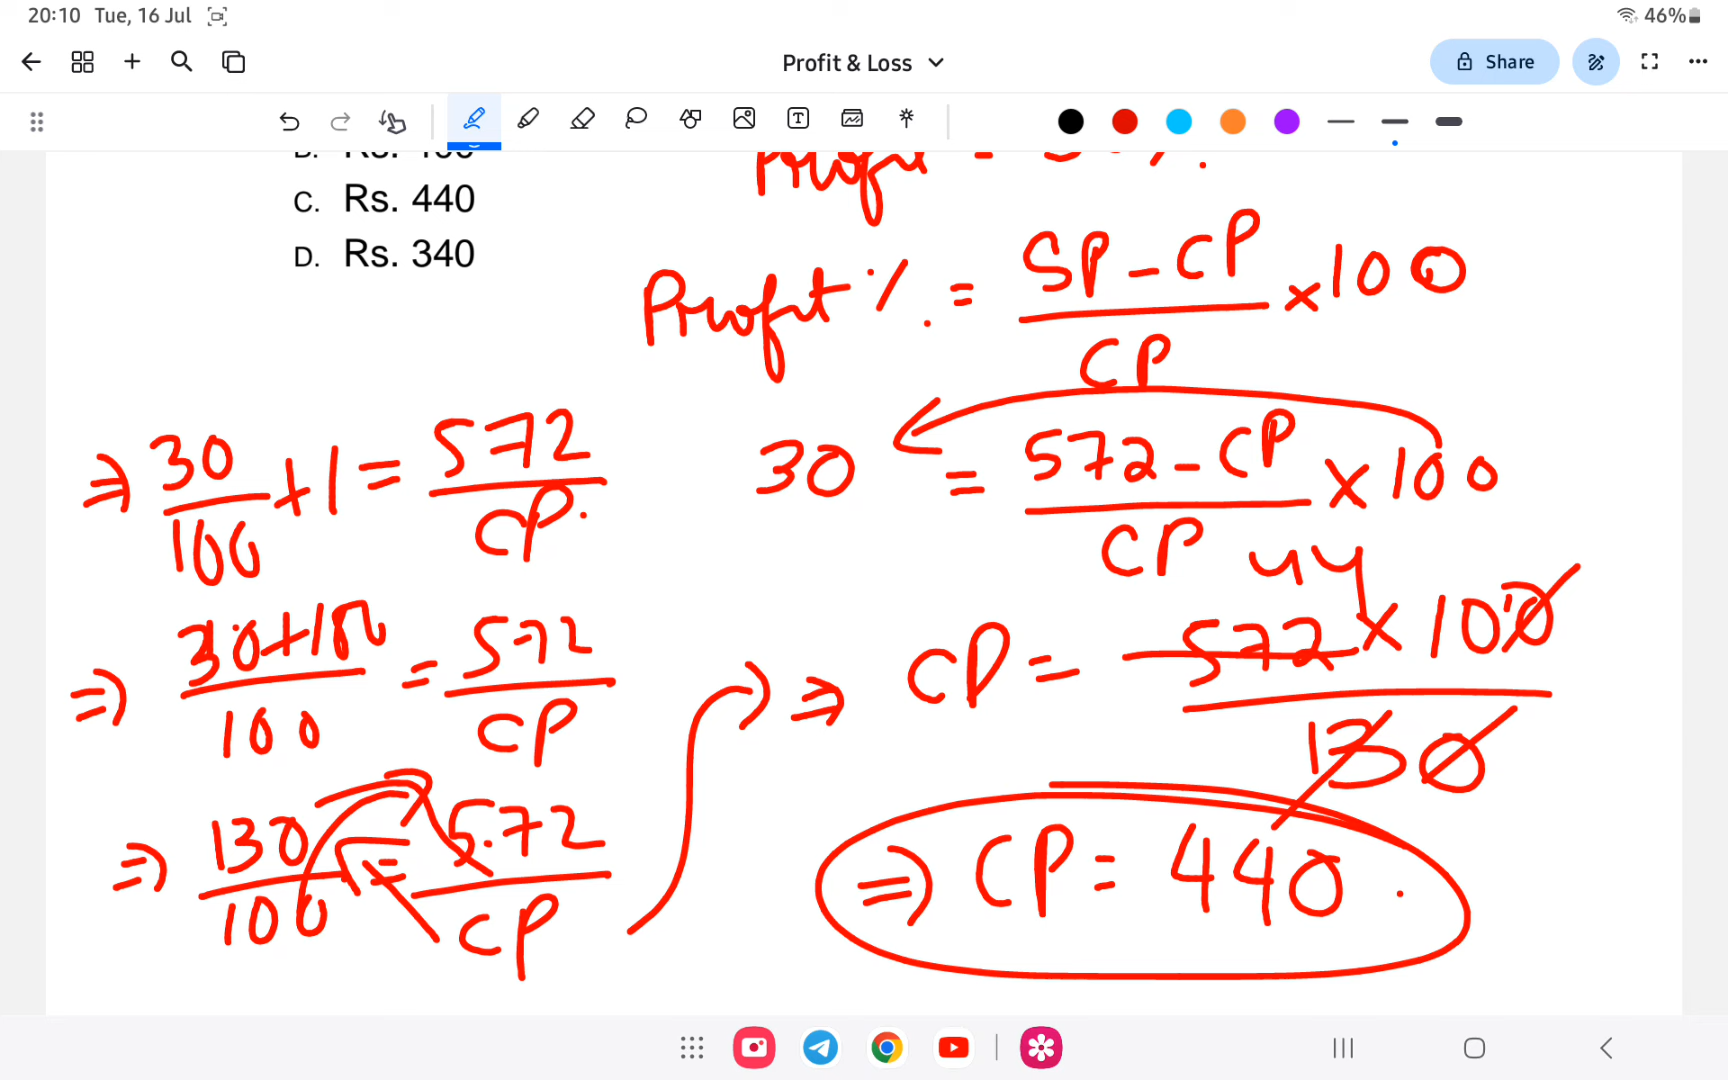 20:10 Tue, 16 Jul
46%
Profit & Loss
Share
C. Rs. 440
D. Rs. 340
Profit % = SP - CP / CP × 100
30 = 572 - CP / CP × 100
⇒ 30/100 + 1 = 572/CP.
⇒ 30+100/100 = 572/CP
⇒ 130/100 = 572/CP
⇒ CP = 572 × 100 / 130
44
⇒ CP = 440